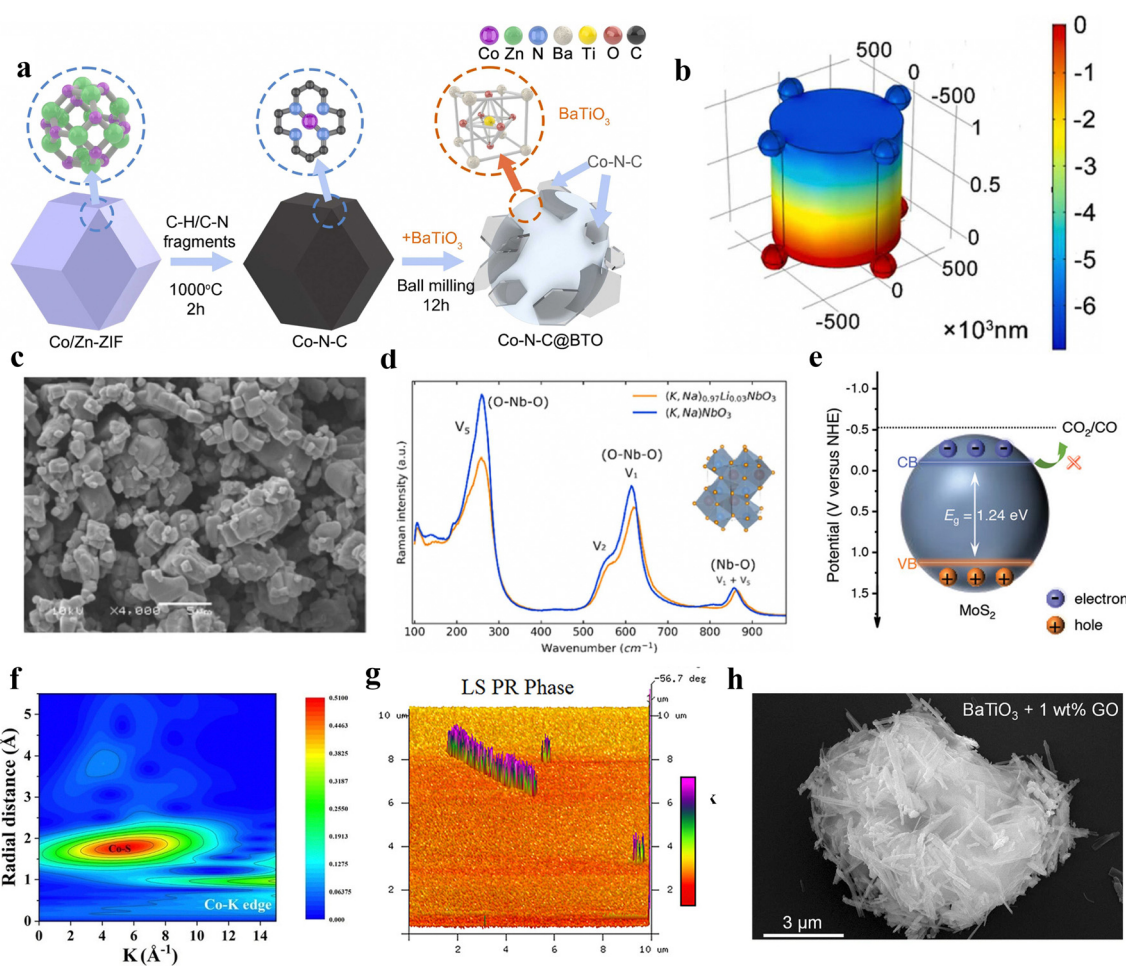 a
Co Zn N Ba Ti O C
BaTiO3
Co-N-C
C-H/C-N
fragments
1000°C
2h
+BaTiO3
Ball milling
12h
Co/Zn-ZIF
Co-N-C
Co-N-C@BTO
b
500
0
-500
1
0.5
0
500
0
-500
×10³nm
0
-1
-2
-3
-4
-5
-6
c
10kU X4,000 5μm
d
(O-Nb-O)
V5
(K, Na)0.97Li0.03NbO3
(K, Na)NbO3
(O-Nb-O)
V1
V2
(Nb-O)
V1 + V5
Raman intensity (a.u.)
100 200 300 400 500 600 700 800 900
Wavenumber (cm-1)
e
Potential (V versus NHE)
-1.0
-0.5
0.0
0.5
1.0
1.5
CO2/CO
CB
Eg = 1.24 eV
VB
MoS2
electron
hole
f
Radial distance (Å)
5
4
3
2
1
0
Co-S
Co-K edge
0 2 4 6 8 10 12 14
K (Å-1)
0.5100
0.4463
0.3825
0.3187
0.2550
0.1913
0.1275
0.06375
0.000
g
LS PR Phase
-56.7 deg
1 um
10 um
8
6
4
2
10
8
6
4
2
2 4 6 8 10 um
h
BaTiO3 + 1 wt% GO
3 μm